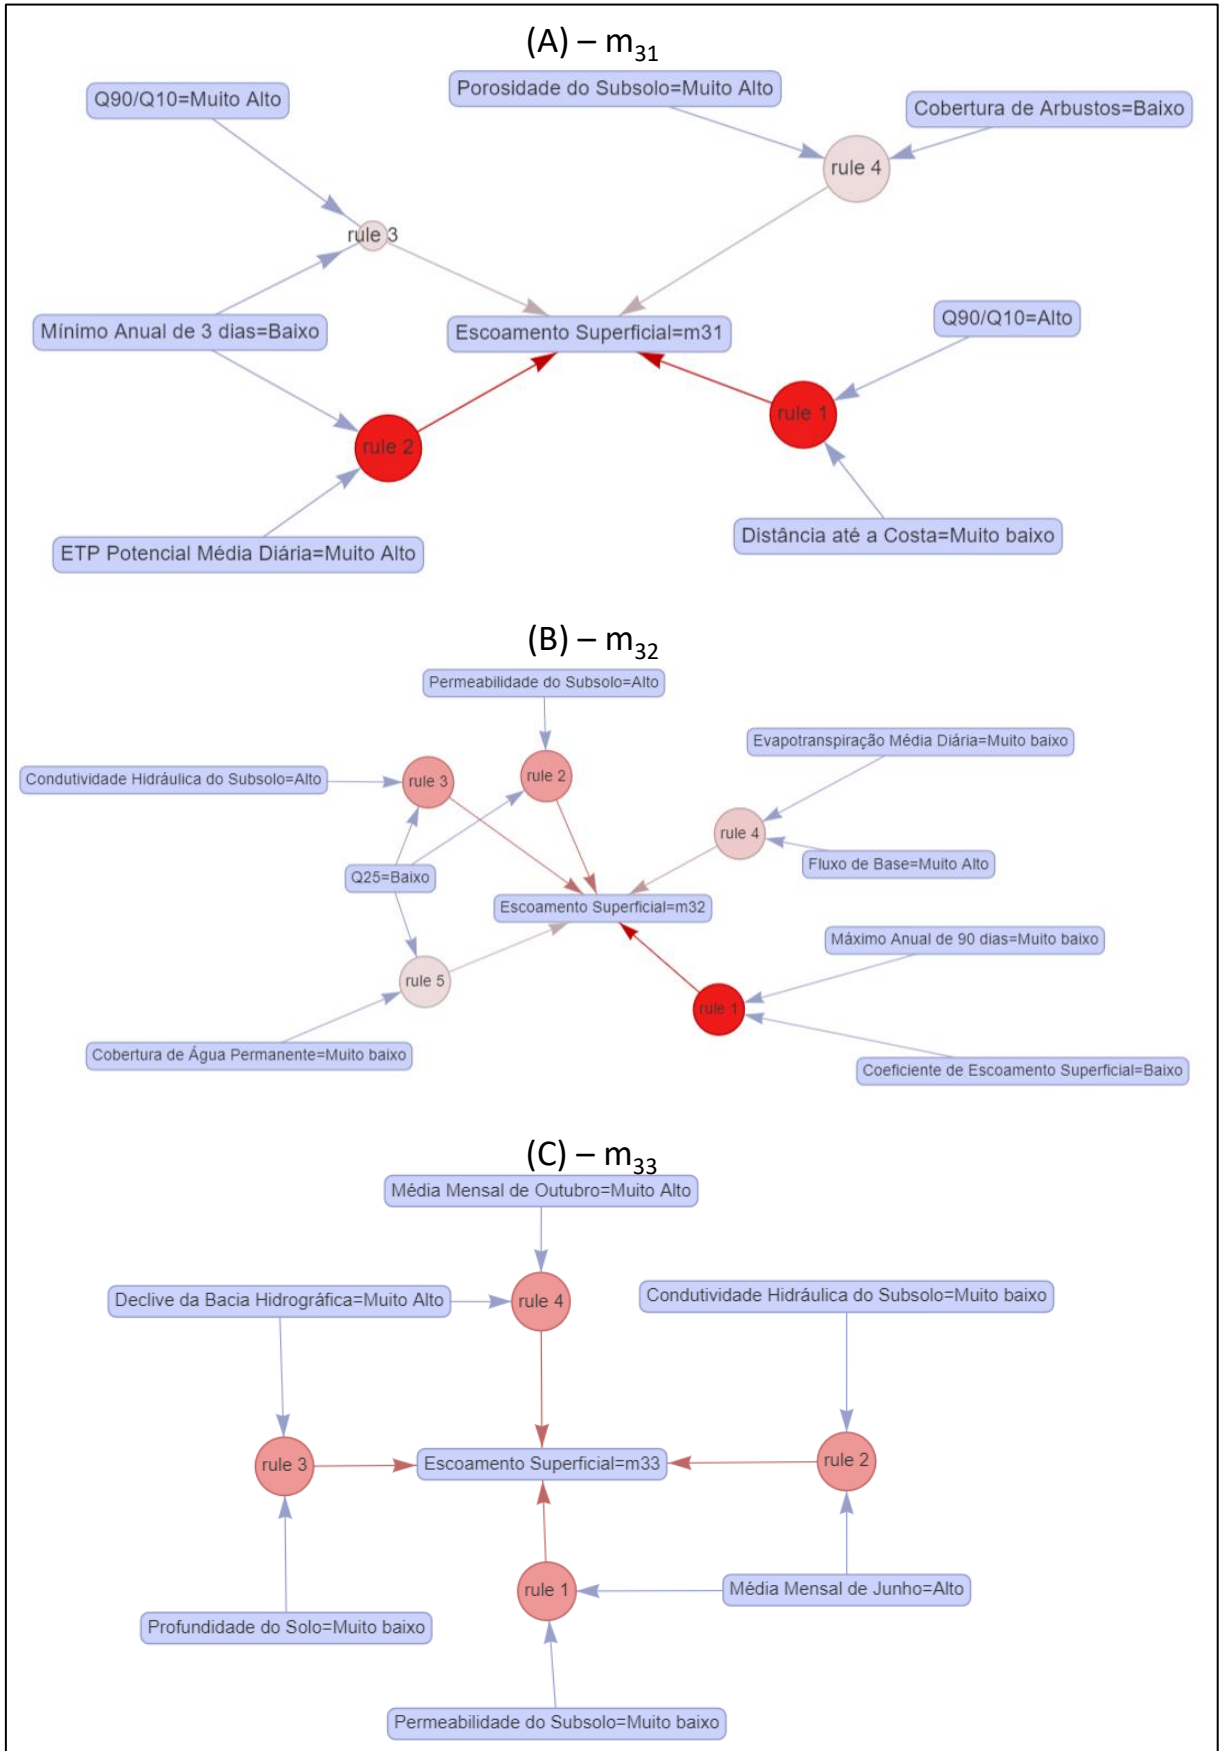 (A) – m31
Porosidade do Subsolo=Muito Alto
Q90/Q10=Muito Alto
Cobertura de Arbustos=Baixo
rule 4
rule 3
Q90/Q10=Alto
Mínimo Anual de 3 dias=Baixo
Escoamento Superficial=m31
rule 1
rule 2
Distância até a Costa=Muito baixo
ETP Potencial Média Diária=Muito Alto
(B) – m32
Permeabilidade do Subsolo=Alto
Evapotranspiração Média Diária=Muito baixo
Condutividade Hidráulica do Subsolo=Alto
rule 3
rule 2
rule 4
Fluxo de Base=Muito Alto
Q25=Baixo
Escoamento Superficial=m32
Máximo Anual de 90 dias=Muito baixo
rule 5
rule 1
Cobertura de Água Permanente=Muito baixo
Coeficiente de Escoamento Superficial=Baixo
(C) – m33
Média Mensal de Outubro=Muito Alto
Declive da Bacia Hidrográfica=Muito Alto
rule 4
Condutividade Hidráulica do Subsolo=Muito baixo
rule 3
Escoamento Superficial=m33
rule 2
rule 1
Média Mensal de Junho=Alto
Profundidade do Solo=Muito baixo
Permeabilidade do Subsolo=Muito baixo